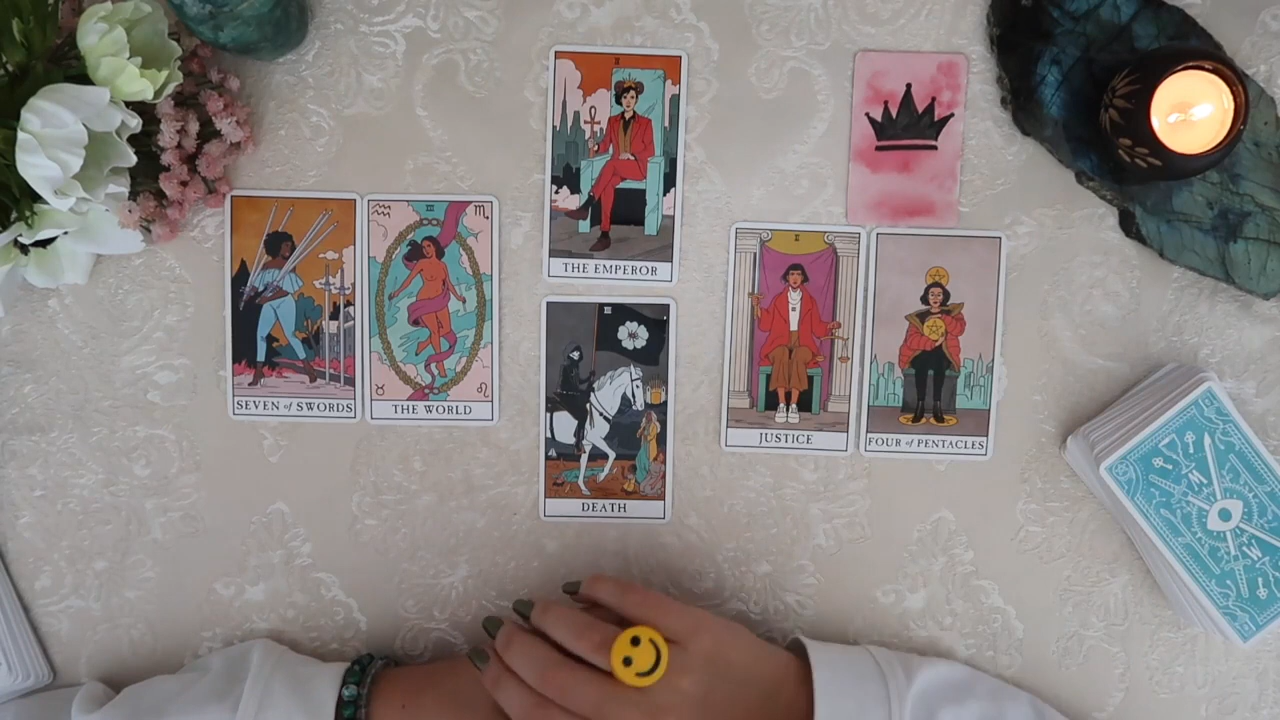 THE EMPEROR
SEVEN of SWORDS
THE WORLD
JUSTICE
FOUR of PENTACLES
DEATH